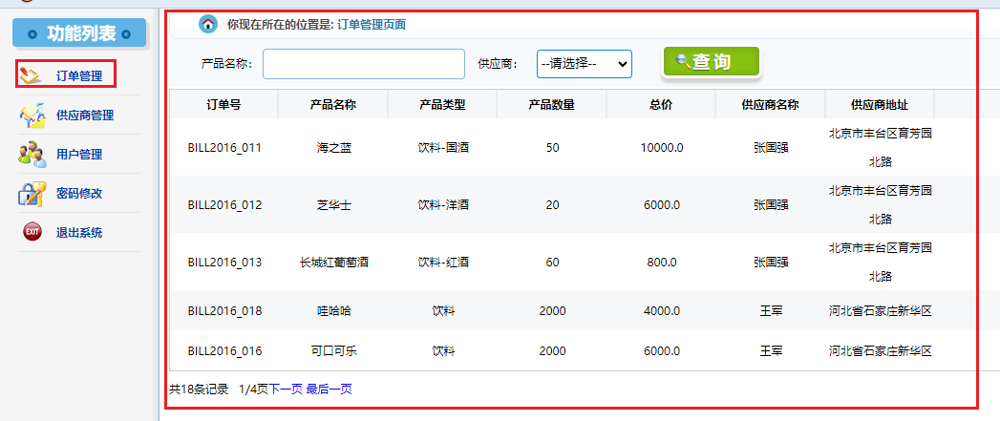 功能列表
订单管理
供应商管理
用户管理
密码修改
EXIT 退出系统
你现在所在的位置是: 订单管理页面
产品名称: 供应商: --请选择-- 查询
订单号 产品名称 产品类型 产品数量 总价 供应商名称 供应商地址
BILL2016_011 海之蓝 饮料-国酒 50 10000.0 张国强 北京市丰台区育芳园
北路
BILL2016_012 芝华士 饮料-洋酒 20 6000.0 张国强 北京市丰台区育芳园
北路
BILL2016_013 长城红葡萄酒 饮料-红酒 60 800.0 张国强 北京市丰台区育芳园
北路
BILL2016_018 哇哈哈 饮料 2000 4000.0 王军 河北省石家庄新华区
BILL2016_016 可口可乐 饮料 2000 6000.0 王军 河北省石家庄新华区
共18条记录 1/4页下一页 最后一页